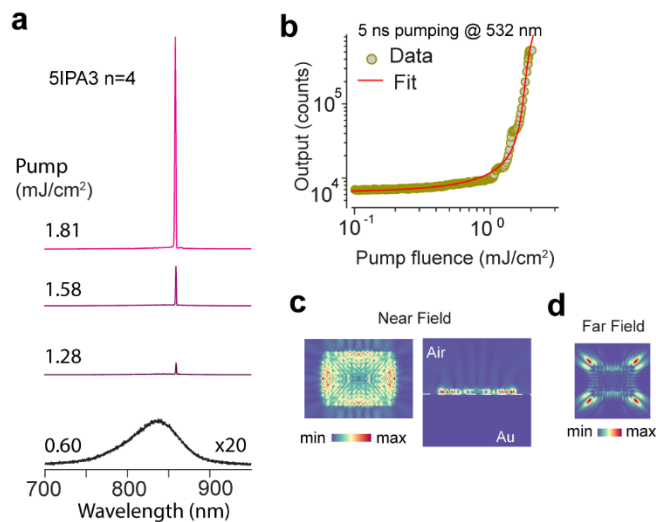 a
5IPA3 n=4
Pump
(mJ/cm²)
1.81
1.58
1.28
0.60
x20
700 800 900
Wavelength (nm)
b
5 ns pumping @ 532 nm
Data
Fit
Output (counts)
10⁵
10⁴
10⁻¹ 10⁰
Pump fluence (mJ/cm²)
c
Near Field
Air
Au
min max
d
Far Field
min max